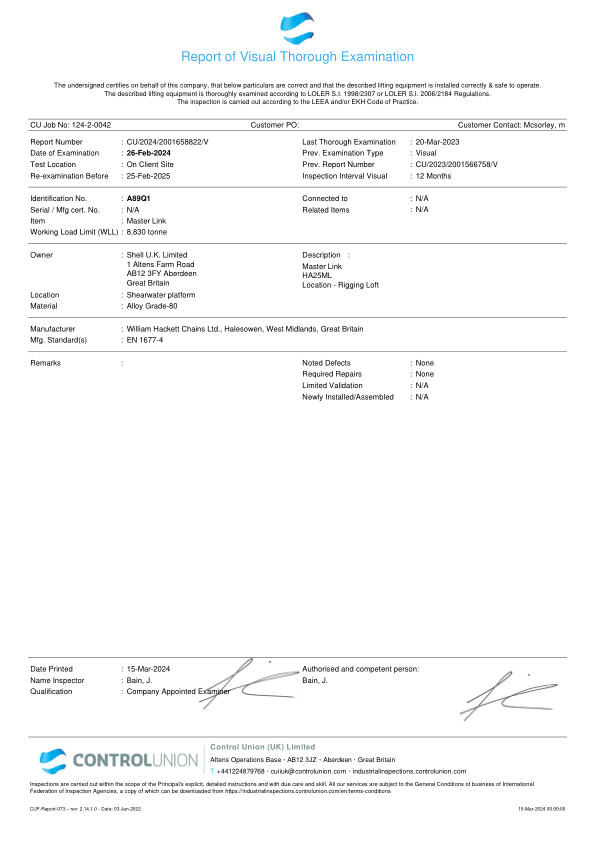 Report of Visual Thorough Examination
The undersigned certifies on behalf of this company, that below particulars are correct and that the described lifting equipment is installed correctly & safe to operate.
The described lifting equipment is thoroughly examined according to LOLER S.I. 1998/2307 or LOLER S.I. 2006/2184 Regulations.
The inspection is carried out according to the LEEA and/or EKH Code of Practice.
CU Job No: 124-2-0042 Customer PO: Customer Contact: Mcsorley, m
Report Number : CU/2024/2001658822/V Last Thorough Examination : 20-Mar-2023
Date of Examination : 26-Feb-2024 Prev. Examination Type : Visual
Test Location : On Client Site Prev. Report Number : CU/2023/2001566758/V
Re-examination Before : 25-Feb-2025 Inspection Interval Visual : 12 Months
Identification No. : A89Q1 Connected to : N/A
Serial / Mfg cert. No. : N/A Related Items : N/A
Item : Master Link
Working Load Limit (WLL) : 8.830 tonne
Owner : Shell U.K. Limited Description :
1 Altens Farm Road Master Link
AB12 3FY Aberdeen HA25ML
Great Britain Location - Rigging Loft
Location : Shearwater platform
Material : Alloy Grade-80
Manufacturer : William Hackett Chains Ltd., Halesowen, West Midlands, Great Britain
Mfg. Standard(s) : EN 1677-4
Remarks : Noted Defects : None
Required Repairs : None
Limited Validation : N/A
Newly Installed/Assembled : N/A
Date Printed : 15-Mar-2024 Authorised and competent person:
Name Inspector : Bain, J. Bain, J.
Qualification : Company Appointed Examiner
CONTROLUNION
Control Union (UK) Limited
Altens Operations Base · AB12 3JZ · Aberdeen · Great Britain
T +441224879768 · cuiiuk@controlunion.com · industrialinspections.controlunion.com
Inspections are carried out within the scope of the Principal's explicit, detailed instructions and with due care and skill. All our services are subject to the General Conditions of business of International
Federation of Inspection Agencies, a copy of which can be downloaded from https://industrialinspections.controlunion.com/en/terms-conditions
CUF-Report-073 – rev: 2.14.1.0 - Date: 03-Jun-2022 15-Mar-2024 00:00:00